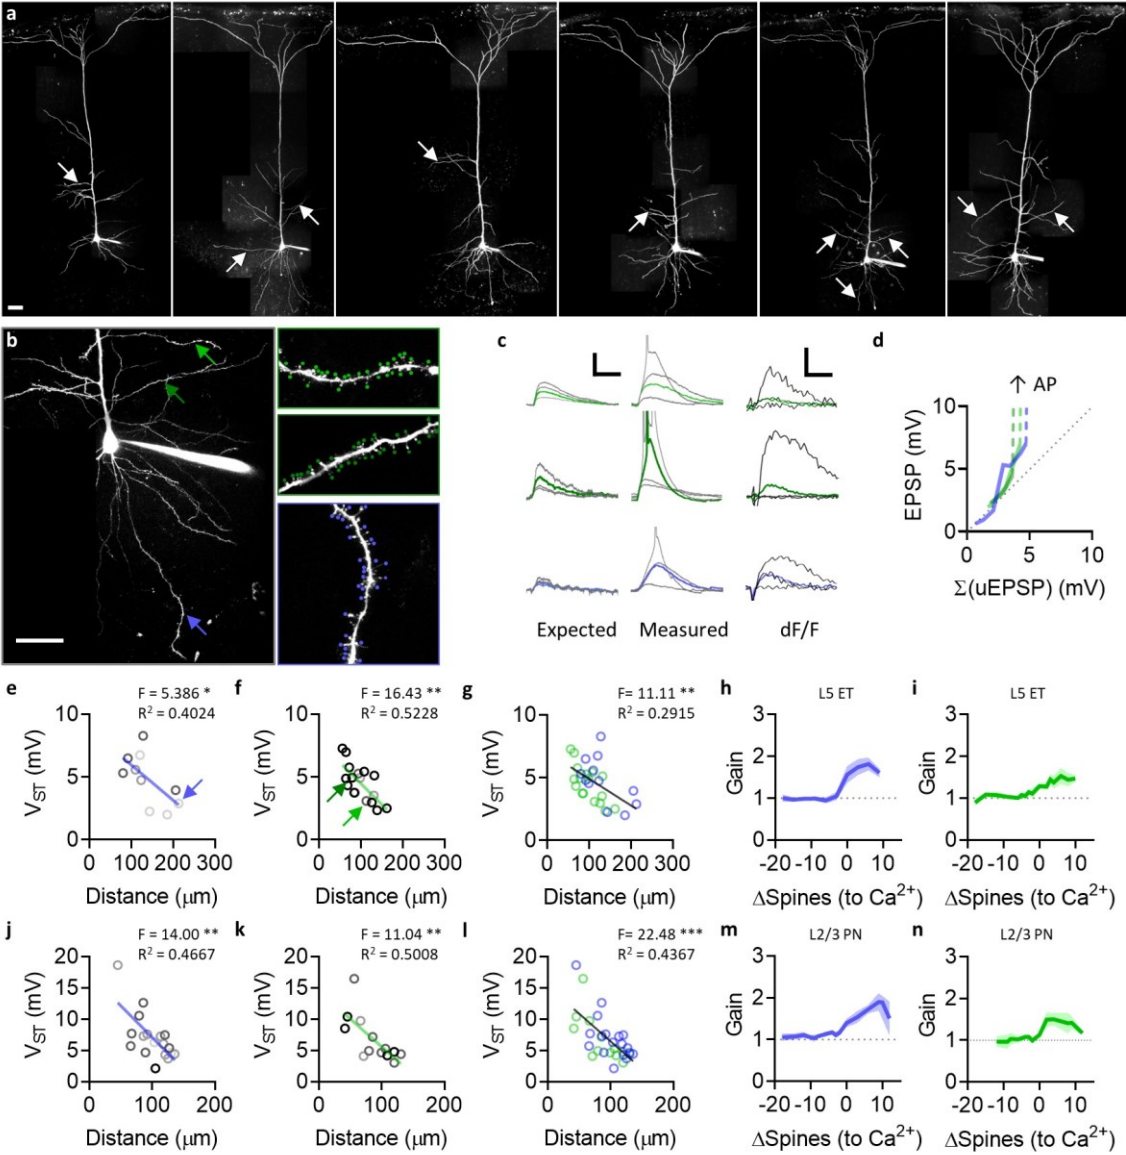 a
b
c
d
Expected Measured dF/F
↑ AP
EPSP (mV)
10
5
0
0 5 10
Σ(uEPSP) (mV)
e
F = 5.386 *
R² = 0.4024
V_ST (mV)
10
5
0
0 100 200 300
Distance (μm)
f
F = 16.43 **
R² = 0.5228
V_ST (mV)
10
5
0
0 100 200 300
Distance (μm)
g
F= 11.11 **
R² = 0.2915
V_ST (mV)
10
5
0
0 100 200 300
Distance (μm)
h
L5 ET
Gain
3
2
1
0
-20 -10 0 10
ΔSpines (to Ca²⁺)
i
L5 ET
Gain
3
2
1
0
-20 -10 0 10
ΔSpines (to Ca²⁺)
j
F = 14.00 **
R² = 0.4667
V_ST (mV)
20
15
10
5
0
0 100 200
Distance (μm)
k
F = 11.04 **
R² = 0.5008
V_ST (mV)
20
15
10
5
0
0 100 200
Distance (μm)
l
F = 22.48 ***
R² = 0.4367
V_ST (mV)
20
15
10
5
0
0 100 200
Distance (μm)
m
L2/3 PN
Gain
3
2
1
0
-20 -10 0 10
ΔSpines (to Ca²⁺)
n
L2/3 PN
Gain
3
2
1
0
-20 -10 0 10
ΔSpines (to Ca²⁺)